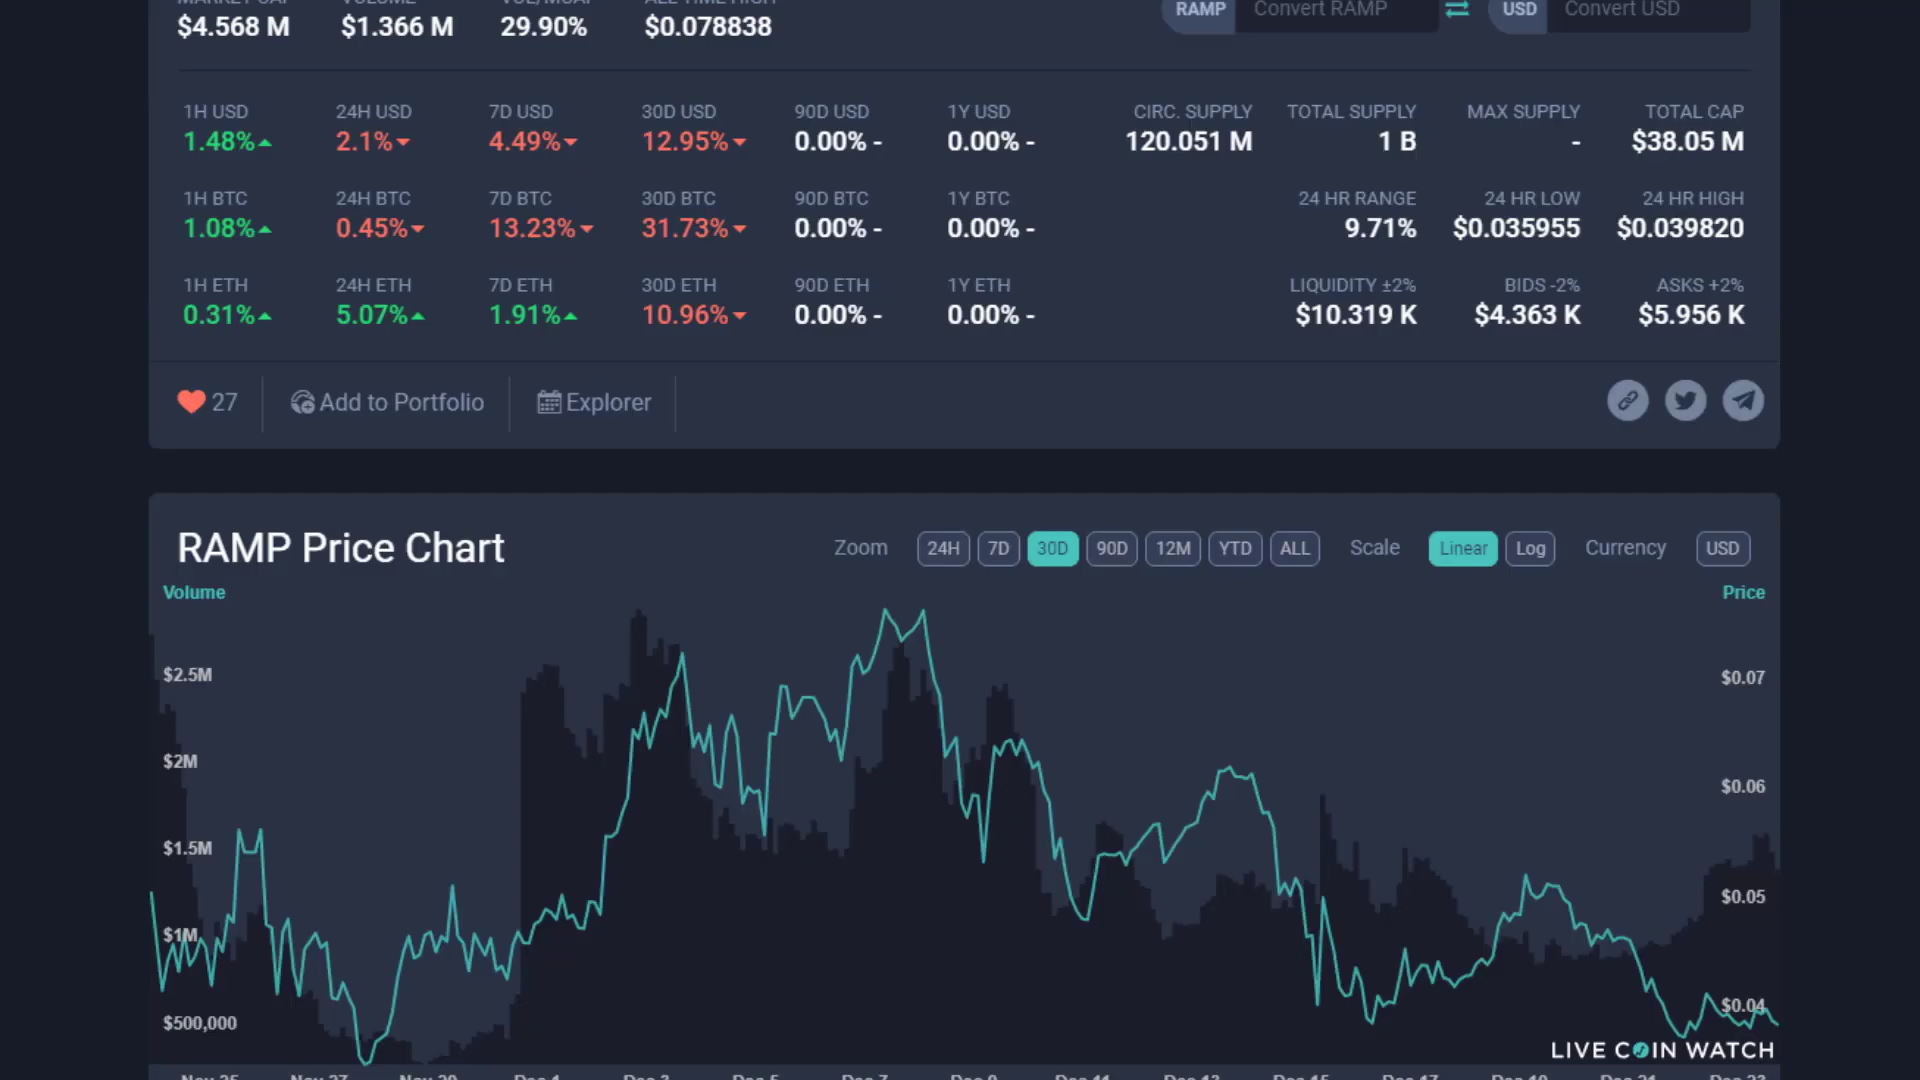 $4.568 M $1.366 M 29.90% $0.078838
RAMP Convert RAMP USD Convert USD
1H USD 24H USD 7D USD 30D USD 90D USD 1Y USD CIRC. SUPPLY TOTAL SUPPLY MAX SUPPLY TOTAL CAP
1.48% 2.1% 4.49% 12.95% 0.00% - 0.00% - 120.051 M 1 B - $38.05 M
1H BTC 24H BTC 7D BTC 30D BTC 90D BTC 1Y BTC 24 HR RANGE 24 HR LOW 24 HR HIGH
1.08% 0.45% 13.23% 31.73% 0.00% - 0.00% - 9.71% $0.035955 $0.039820
1H ETH 24H ETH 7D ETH 30D ETH 90D ETH 1Y ETH LIQUIDITY ±2% BIDS -2% ASKS +2%
0.31% 5.07% 1.91% 10.96% 0.00% - 0.00% - $10.319 K $4.363 K $5.956 K
27 Add to Portfolio Explorer
RAMP Price Chart Zoom 24H 7D 30D 90D 12M YTD ALL Scale Linear Log Currency USD
Volume Price
$2.5M $0.07
$2M $0.06
$1.5M $0.05
$1M $0.04
$500,000
LIVE COIN WATCH